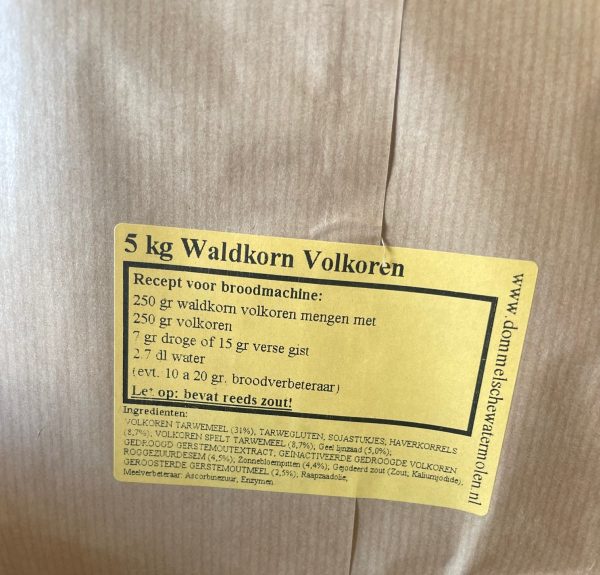 5 kg Waldkorn Volkoren
Recept voor broodmachine:
250 gr waldkorn volkoren mengen met
250 gr volkoren
7 gr droge of 15 gr verse gist
2.7 dl water
(evt. 10 a 20 gr. broodverbeteraar)
Le* op: bevat reeds zout!
Ingredienten:
VOLKOREN TARWEMEEL (31%), TARWEGLUTEN, SOJASTUKJES, HAVERKORRELS
(8,7%), VOLKOREN SPELT TARWEMEEL (8,7%), Geel lijnzaad (5,0%),
GEDROOGD GERSTEMOUTEXTRACT, GEINACTIVEERDE GEDROOGDE VOLKOREN
ROGGEZUURDESEM (4,5%), Zonnebloempitten (4,4%), Gejodeerd zout (Zout, Kaliumjodide),
GEROOSTERDE GERSTEMOUTMEEL (2,5%), Raapzaadolie,
Meelverbeteraar: Ascorbinezuur, Enzymen.
www.dommelschewatermolen.nl